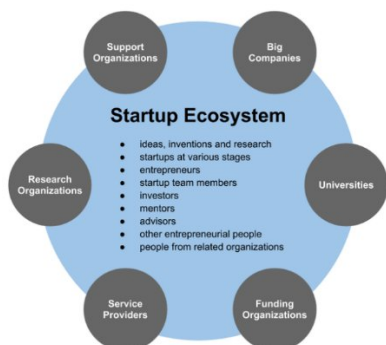 Support
Organizations
Big
Companies
Startup Ecosystem
• ideas, inventions and research
• startups at various stages
• entrepreneurs
• startup team members
• investors
• mentors
• advisors
• other entrepreneurial people
• people from related organizations
Research
Organizations
Universities
Service
Providers
Funding
Organizations